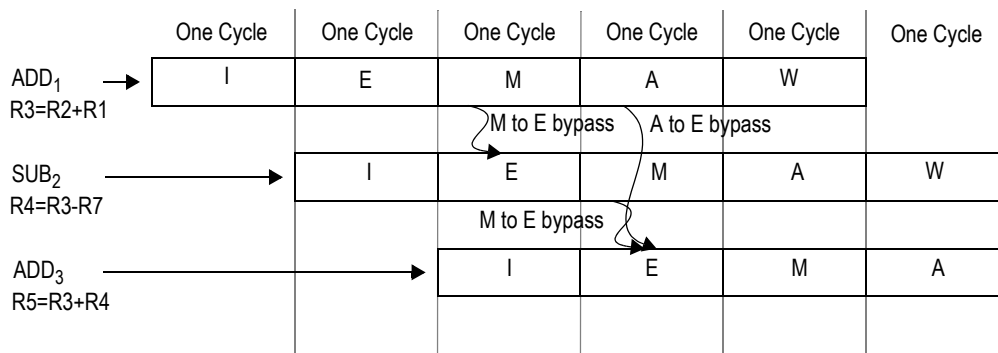 One Cycle One Cycle One Cycle One Cycle One Cycle One Cycle
ADD1 I E M A W
R3=R2+R1
M to E bypass A to E bypass
SUB2 I E M A W
R4=R3-R7
M to E bypass
ADD3 I E M A
R5=R3+R4